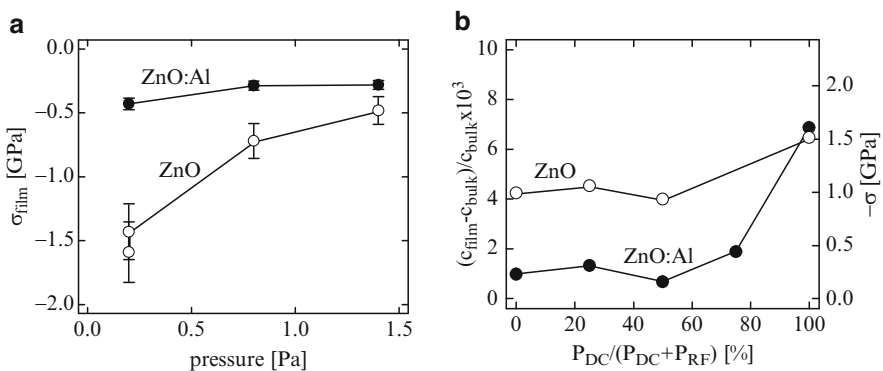 a
0.0
−0.5
−1.0
−1.5
−2.0
σfilm [GPa]
ZnO:Al
ZnO
0.0
0.5
1.0
1.5
pressure [Pa]
b
10
8
6
4
2
0
(cfilm-cbulk)/cbulkx10³
ZnO
ZnO:Al
2.0
1.5
1.0
0.5
0.0
−σ [GPa]
0
20
40
60
80
100
PDC/(PDC+PRF) [%]